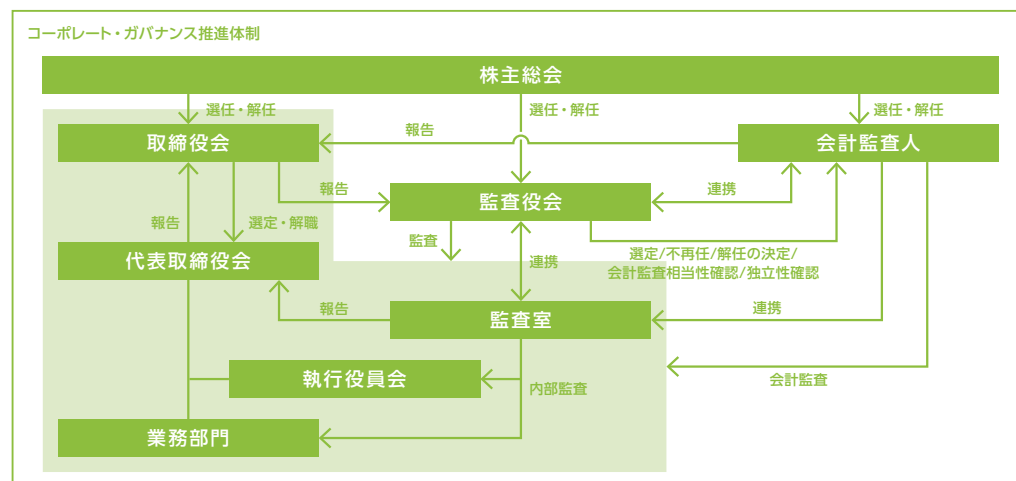 コーポレート・ガバナンス推進体制
株主総会
選任・解任
選任・解任
選任・解任
報告
取締役会
会計監査人
報告
連携
監査役会
報告
選定・解職
監査
選定/不再任/解任の決定/
会計監査相当性確認/独立性確認
代表取締役会
連携
報告
監査室
連携
執行役員会
内部監査
会計監査
業務部門